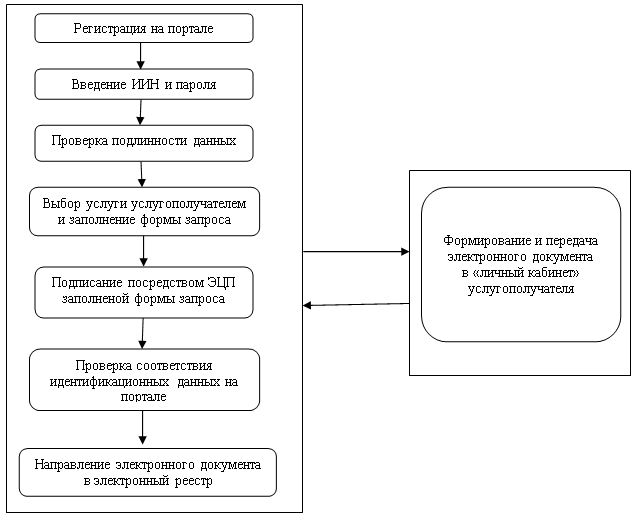 Регистрация на портале
Введение ИИН и пароля
Проверка подлинности данных
Выбор услуги услугополучателем
и заполнение формы запроса
Подписание посредством ЭЦП
заполненой формы запроса
Проверка соответствия
идентификационных данных на
портале
Направление электронного документа
в электронный реестр
Формирование и передача
электронного документа
в «личный кабинет»
услугополучателя